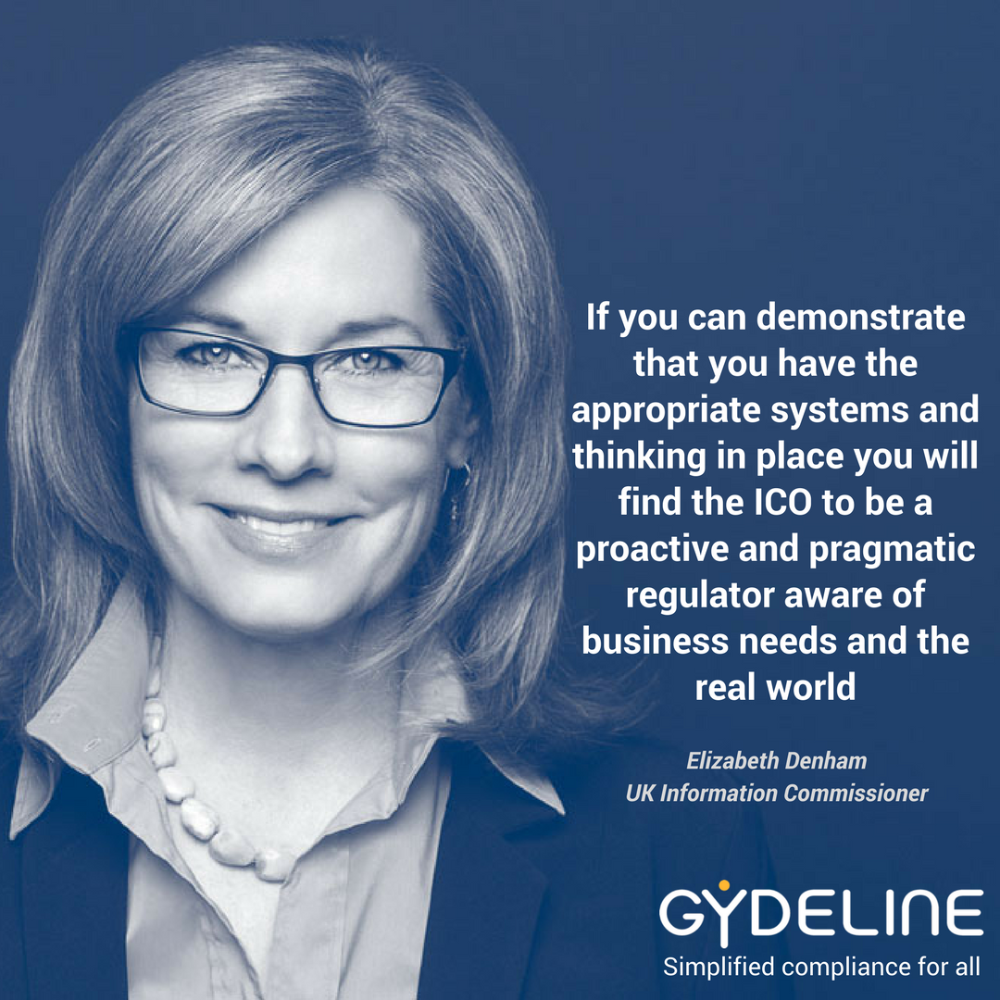 If you can demonstrate
that you have the
appropriate systems and
thinking in place you will
find the ICO to be a
proactive and pragmatic
regulator aware of
business needs and the
real world
Elizabeth Denham
UK Information Commissioner
GYDELINE
Simplified compliance for all